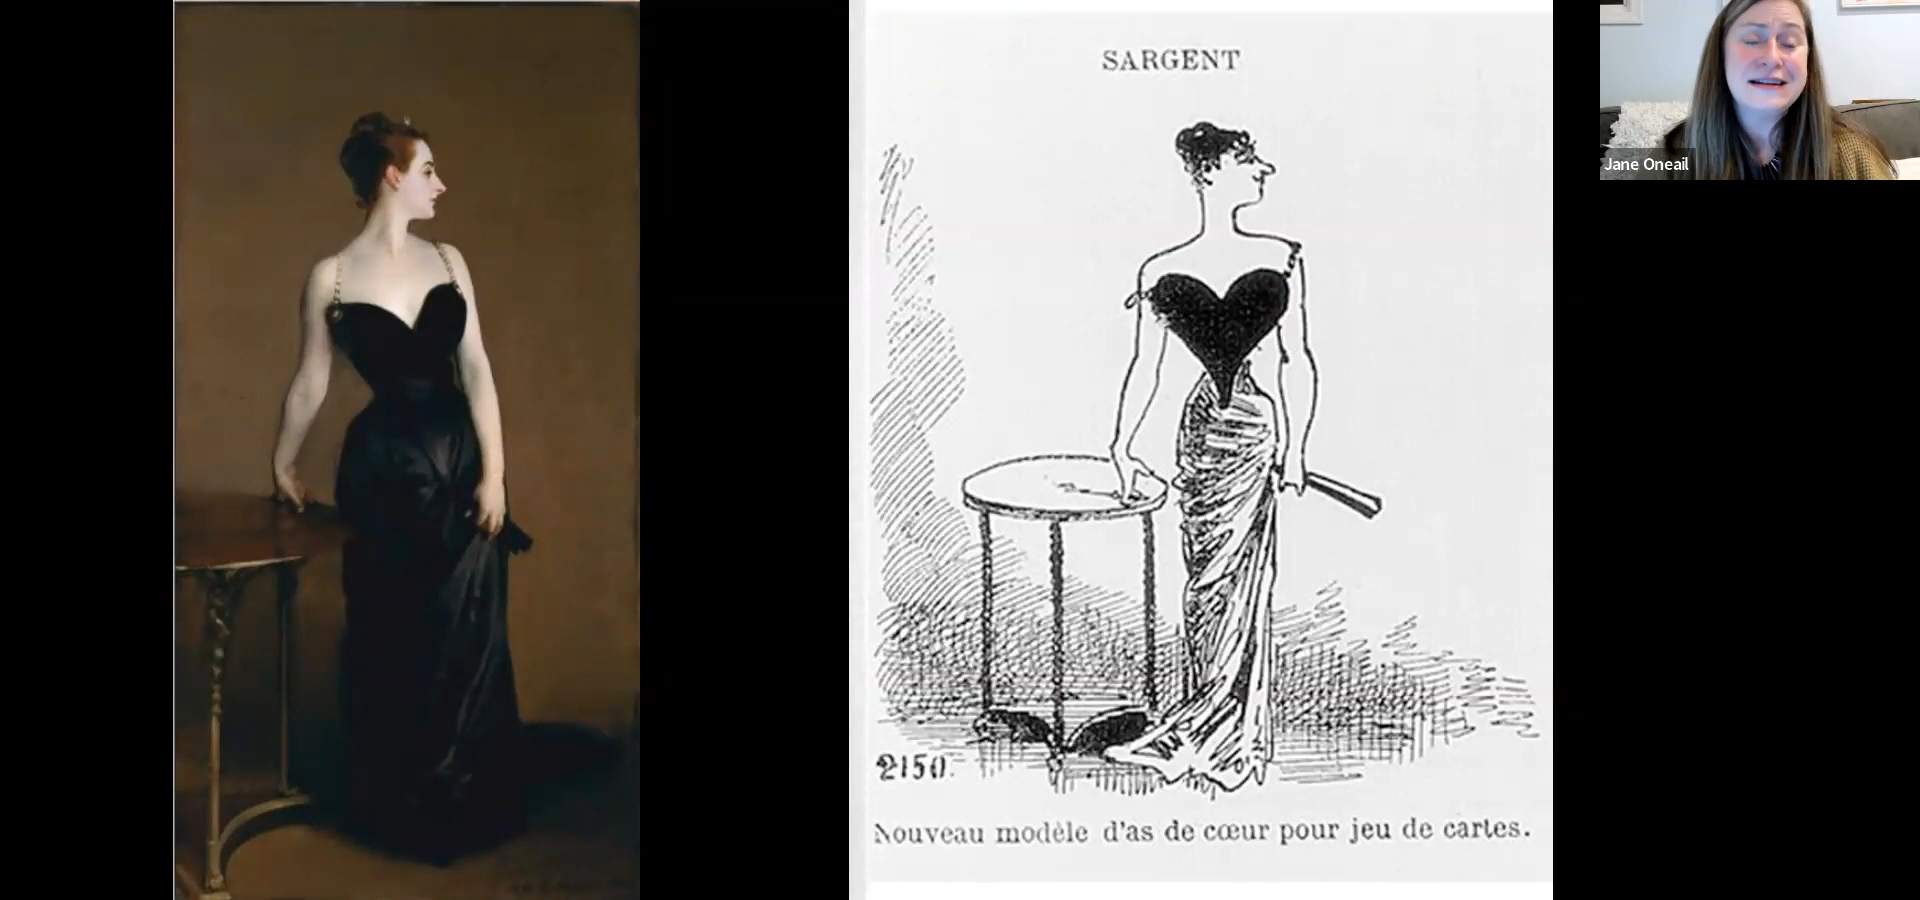 SARGENT
Jane Oneail
2150.
Nouveau modèle d'as de cœur pour jeu de cartes.